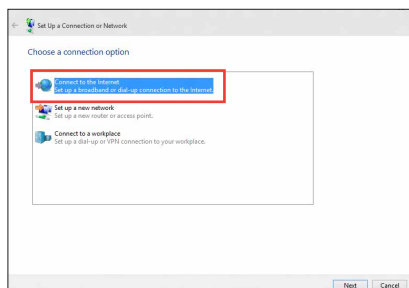 Set Up a Connection or Network
Choose a connection option
Connect to the Internet
Set up a broadband or dial-up connection to the Internet.
Set up a new network
Set up a new router or access point.
Connect to a workplace
Set up a dial-up or VPN connection to your workplace.
Next Cancel